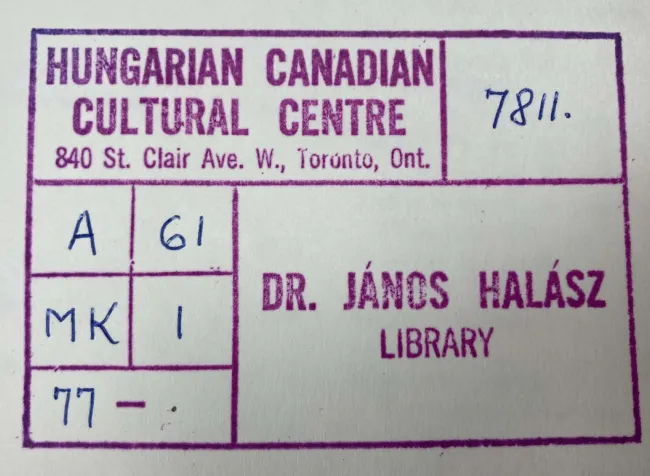 HUNGARIAN CANADIAN
CULTURAL CENTRE
840 St. Clair Ave. W., Toronto, Ont.
7811.
A 61
MK 1
77 –
DR. JÁNOS HALÁSZ
LIBRARY